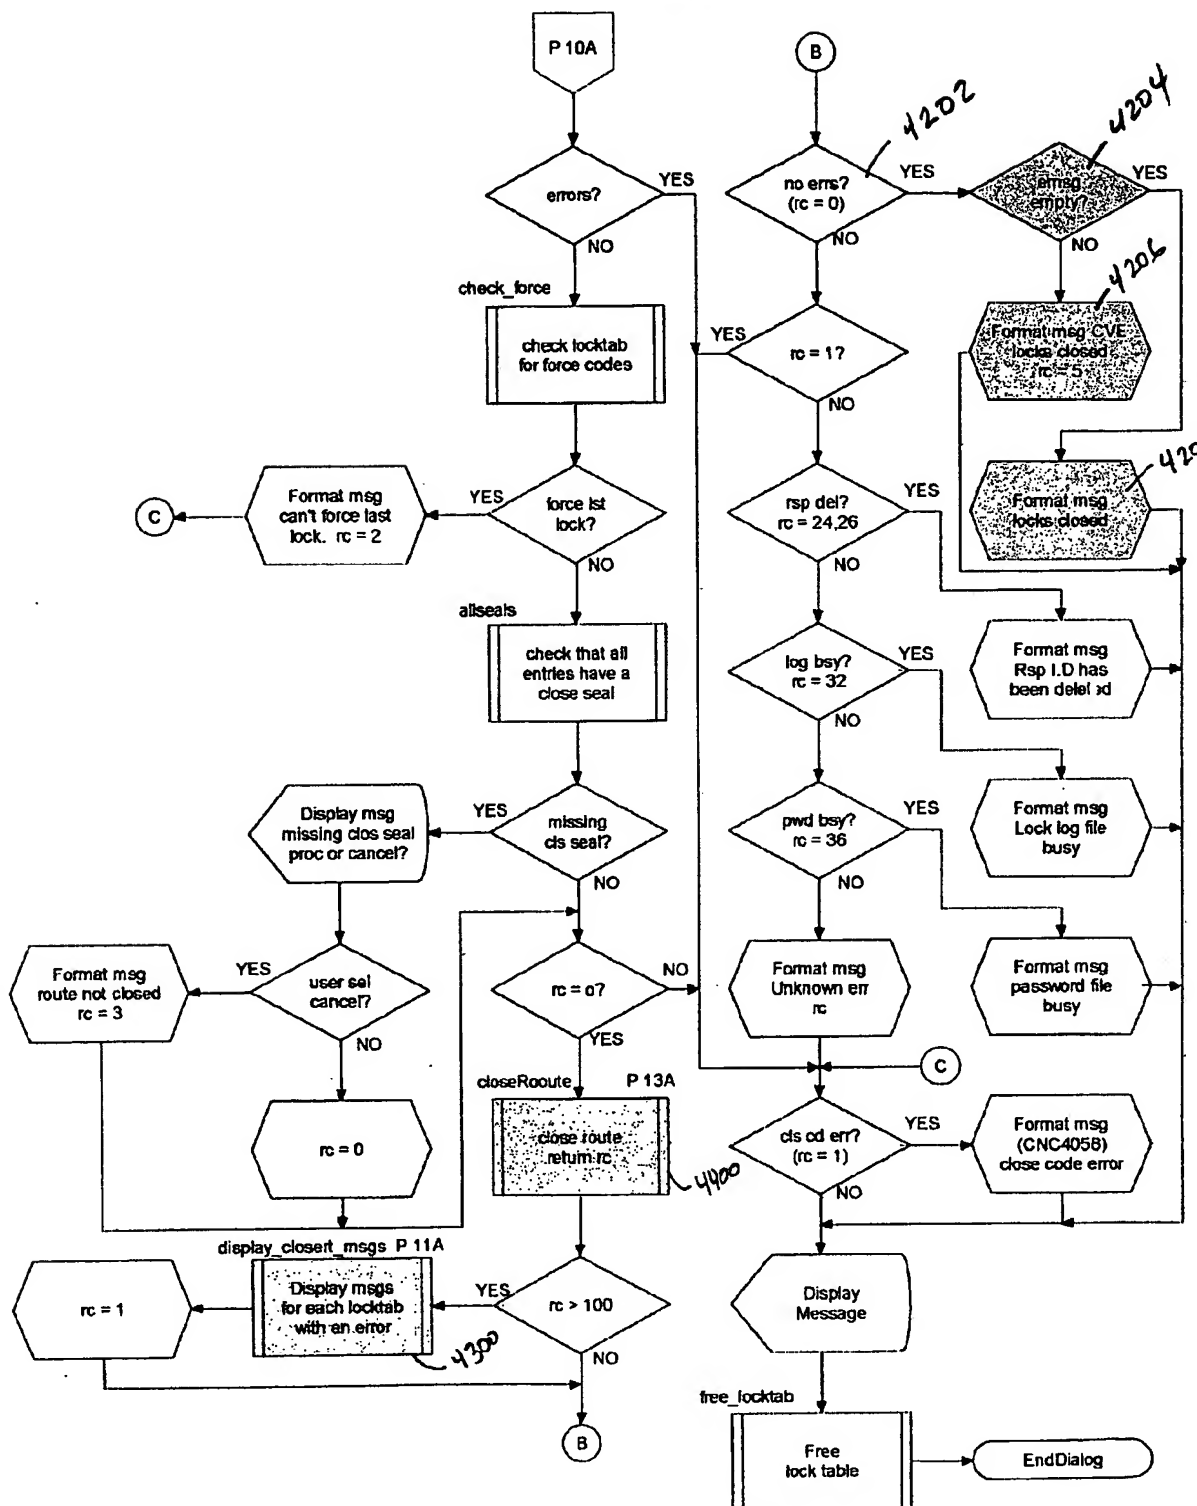 P 10A
errors?
YES
NO
check_force
check locktab
for force codes
force lst
lock?
YES
NO
Format msg
can't force last
lock. rc = 2
C
allseals
check that all
entries have a
close seal
missing
cls seal?
YES
NO
Display msg
missing clos seal
proc or cancel?
user sel
cancel?
YES
NO
Format msg
route not closed
rc = 3
rc = 0
rc = o?
NO
YES
closeRooute
P 13A
close route
return rc
4400
rc > 100
YES
NO
display_closert_msgs P 11A
Display msgs
for each locktab
with an error
4300
rc = 1
B
B
no errs?
(rc = 0)
4202
YES
NO
emsg
empty?
4204
YES
NO
Format msg CVE
locks closed
rc = 5
4206
Format msg
locks closed
420
rc = 1?
YES
NO
rsp del?
rc = 24,26
YES
NO
Format msg
Rsp I.D has
been deleted
log bsy?
rc = 32
YES
NO
Format msg
Lock log file
busy
pwd bsy?
rc = 36
YES
NO
Format msg
password file
busy
Format msg
Unknown err
rc
C
cls cd err?
(rc = 1)
YES
NO
Format msg
(CNC4058)
close code error
Display
Message
free_locktab
Free
lock table
EndDialog